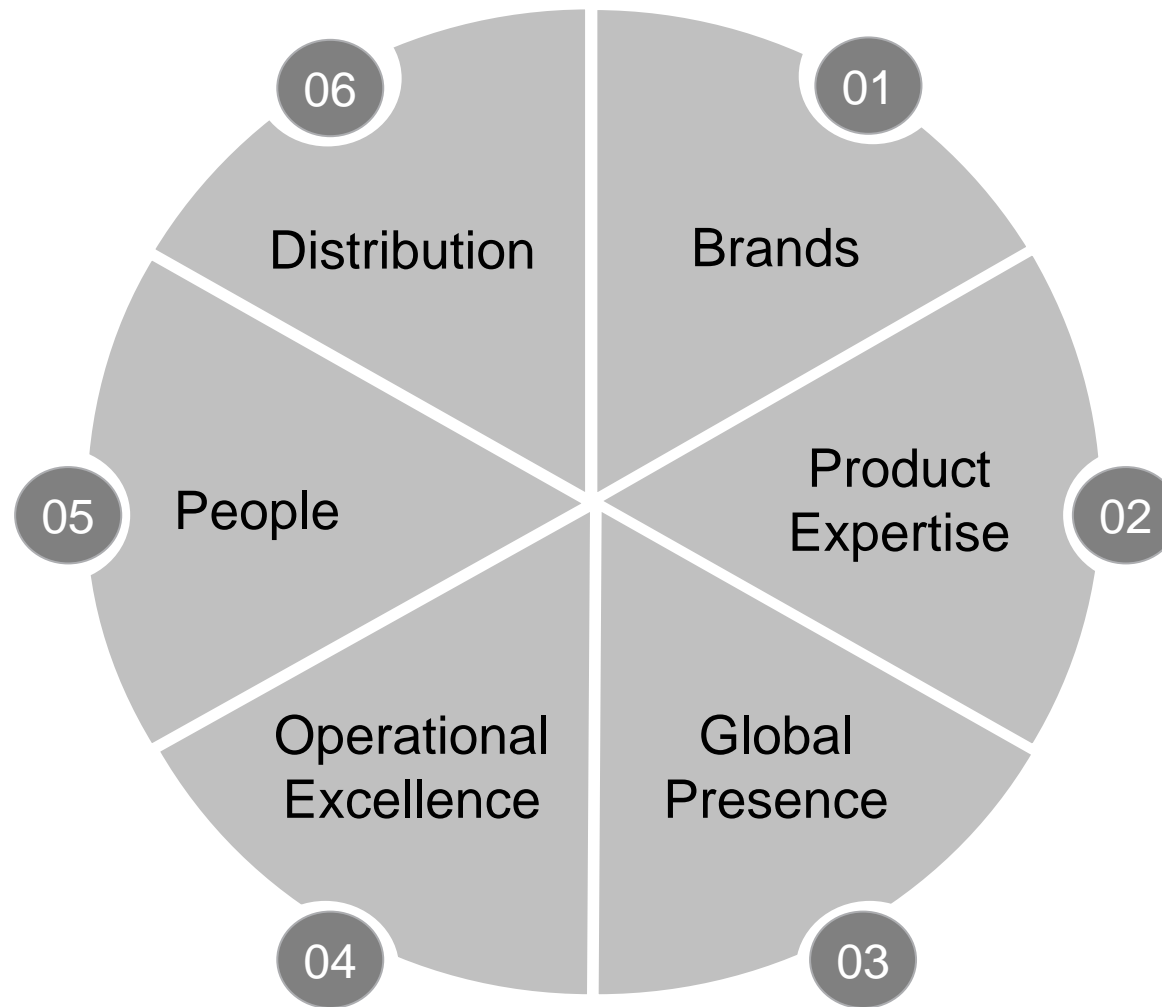 01
Brands
02
Product
Expertise
03
Global
Presence
04
Operational
Excellence
05
People
06
Distribution